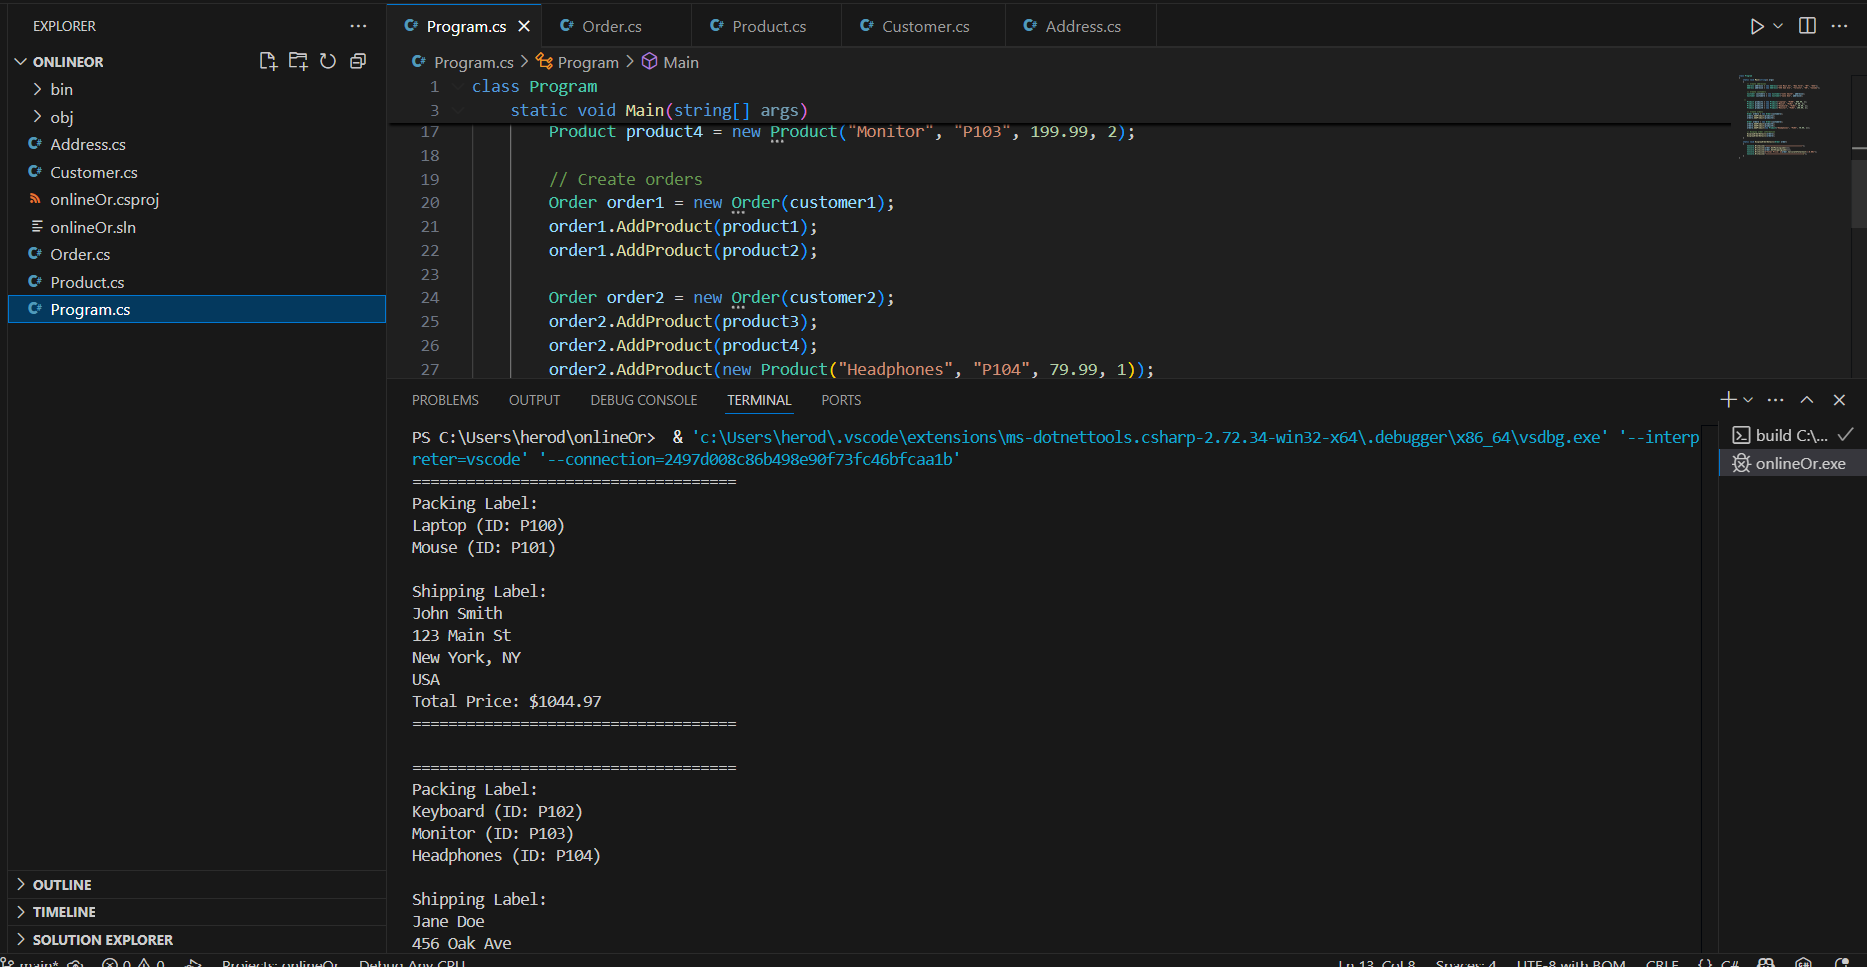 EXPLORER
ONLINEOR
bin
obj
Address.cs
Customer.cs
onlineOr.csproj
onlineOr.sln
Order.cs
Product.cs
Program.cs
OUTLINE
TIMELINE
SOLUTION EXPLORER
Program.cs Order.cs Product.cs Customer.cs Address.cs
Program.cs > Program > Main
1 class Program
3 static void Main(string[] args)
17 Product product4 = new Product("Monitor", "P103", 199.99, 2);
18
19 // Create orders
20 Order order1 = new Order(customer1);
21 order1.AddProduct(product1);
22 order1.AddProduct(product2);
23
24 Order order2 = new Order(customer2);
25 order2.AddProduct(product3);
26 order2.AddProduct(product4);
27 order2.AddProduct(new Product("Headphones", "P104", 79.99, 1));
PROBLEMS OUTPUT DEBUG CONSOLE TERMINAL PORTS
PS C:\Users\herod\onlineOr> & 'c:\Users\herod\.vscode\extensions\ms-dotnettools.csharp-2.72.34-win32-x64\.debugger\x86_64\vsdbg.exe' '--interp
reter=vscode' '--connection=2497d008c86b498e90f73fc46bfcaa1b'
====================================
Packing Label:
Laptop (ID: P100)
Mouse (ID: P101)
Shipping Label:
John Smith
123 Main St
New York, NY
USA
Total Price: $1044.97
====================================
====================================
Packing Label:
Keyboard (ID: P102)
Monitor (ID: P103)
Headphones (ID: P104)
Shipping Label:
Jane Doe
456 Oak Ave
build C:\...
onlineOr.exe
main* 0 0 Projects: onlineOr Debug Any CPU Ln 13, Col 8 Spaces: 4 UTF-8 with BOM CRLF {} C#